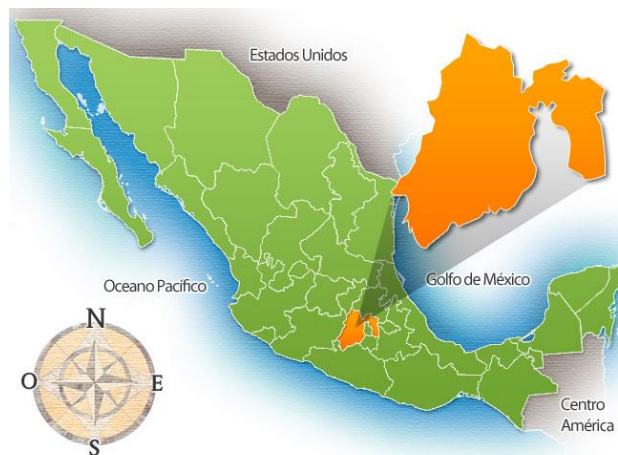 Estados Unidos
Oceano Pacífico
Golfo de México
N
O
E
S
Centro
América